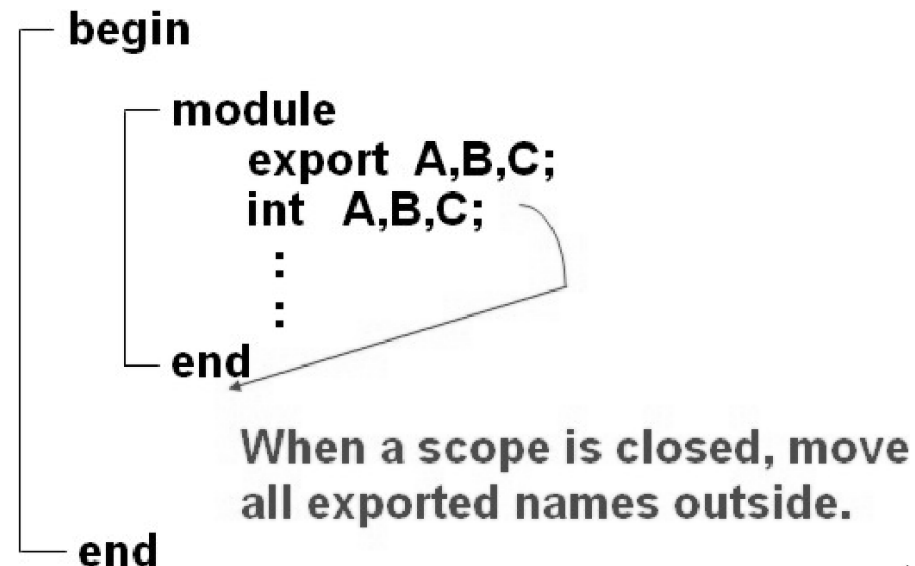 begin
module
export A,B,C;
int A,B,C;
:
:
end
When a scope is closed, move
all exported names outside.
end